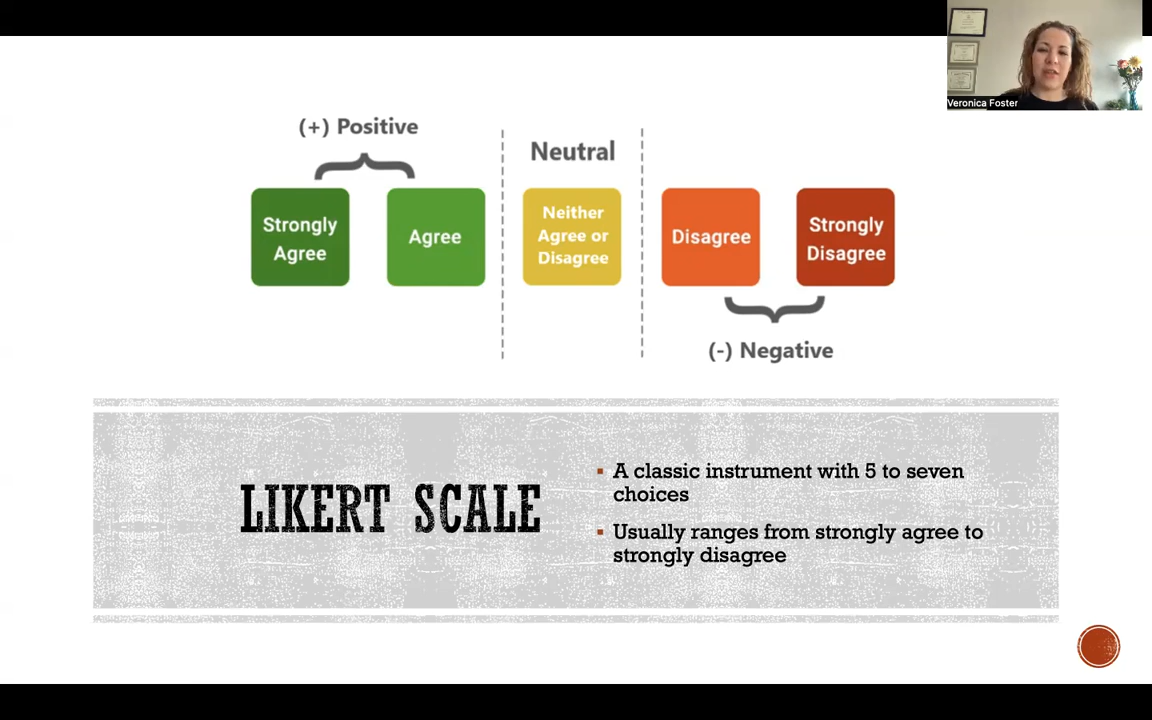 Veronica Foster
(+) Positive
Neutral
Strongly
Agree
Agree
Neither
Agree or
Disagree
Disagree
Strongly
Disagree
(-) Negative
LIKERT SCALE
A classic instrument with 5 to seven
choices
Usually ranges from strongly agree to
strongly disagree